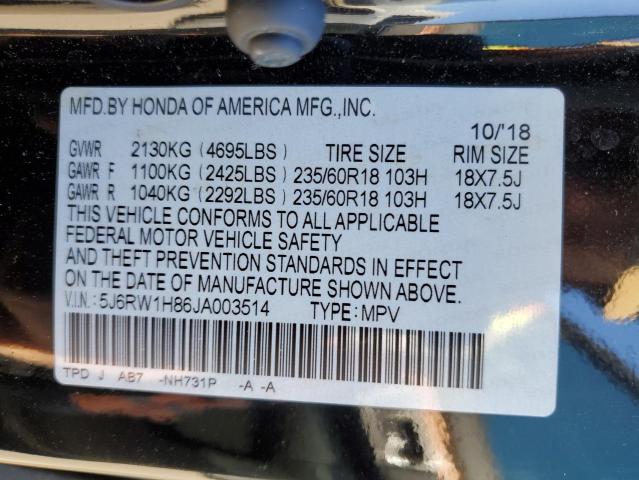 MFD.BY HONDA OF AMERICA MFG.,INC.
10/'18
GVWR 2130KG (4695LBS) TIRE SIZE RIM SIZE
GAWR F 1100KG (2425LBS) 235/60R18 103H 18X7.5J
GAWR R 1040KG (2292LBS) 235/60R18 103H 18X7.5J
THIS VEHICLE CONFORMS TO ALL APPLICABLE
FEDERAL MOTOR VEHICLE SAFETY
AND THEFT PREVENTION STANDARDS IN EFFECT
ON THE DATE OF MANUFACTURE SHOWN ABOVE.
V.I.N.: 5J6RW1H86JA003514 TYPE: MPV
TPD J AB7 -NH731P -A -A